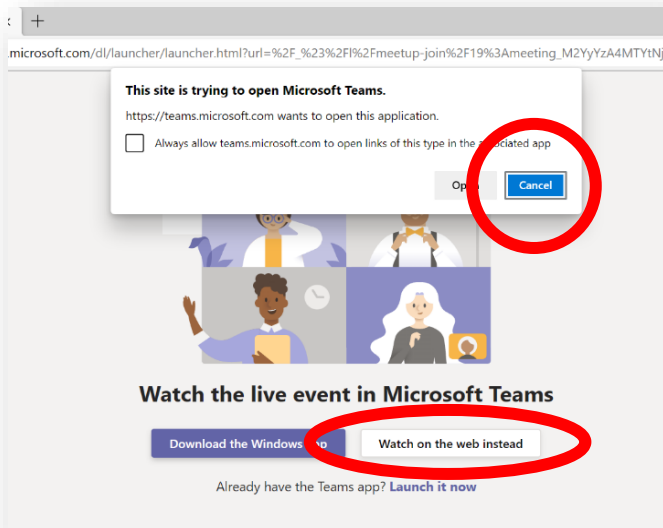 .microsoft.com/dl/launcher/launcher.html?url=%2F_%23%2Fl%2Fmeetup-join%2F19%3Ameeting_M2YyYzA4MTYtNj
This site is trying to open Microsoft Teams.
https://teams.microsoft.com wants to open this application.
Always allow teams.microsoft.com to open links of this type in the associated app
Open Cancel
Watch the live event in Microsoft Teams
Download the Windows app Watch on the web instead
Already have the Teams app? Launch it now